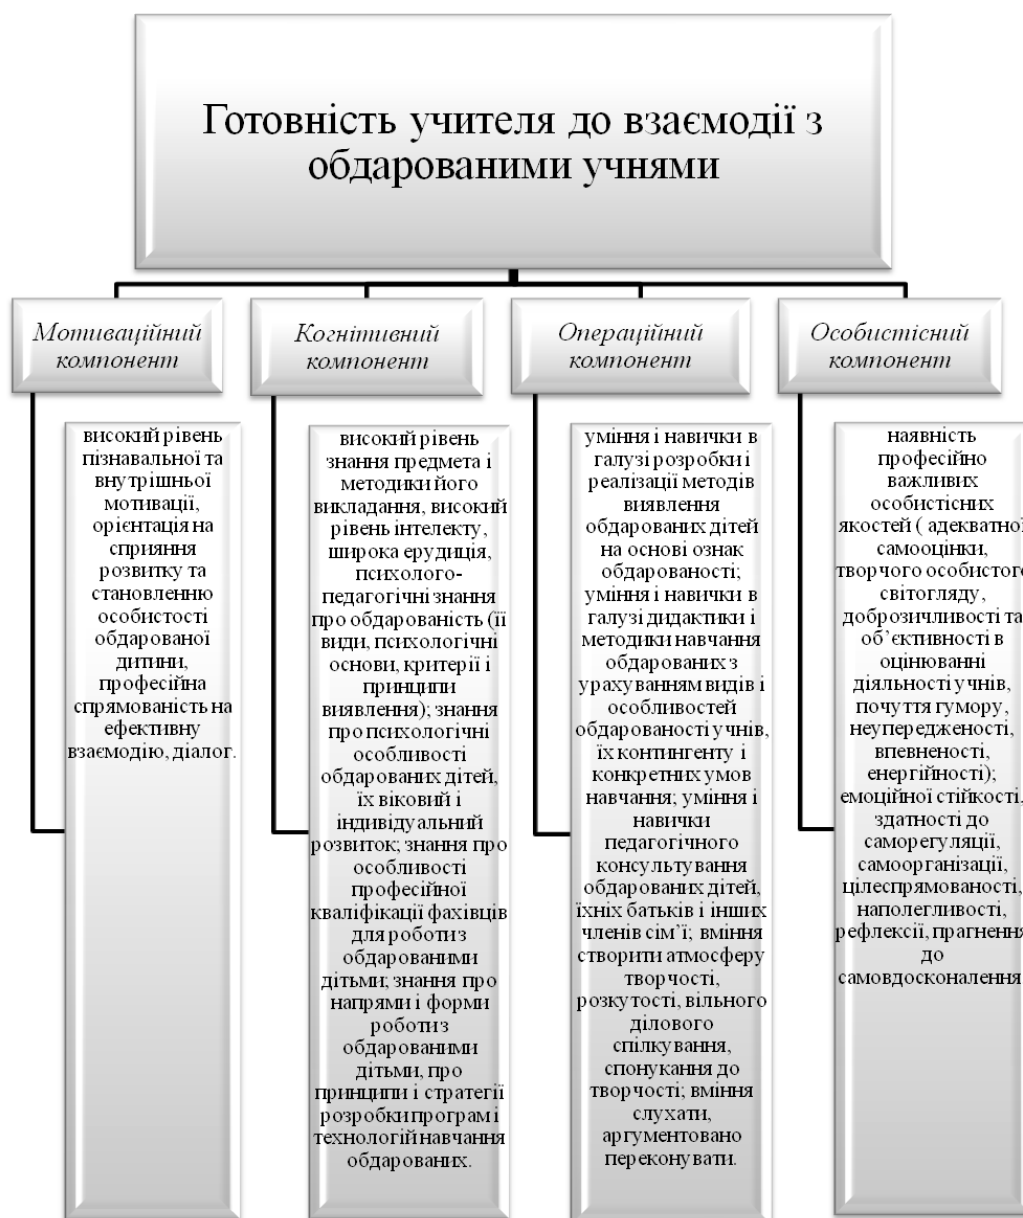 Готовність учителя до взаємодії з
обдарованими учнями
Мотиваційний
компонент
високий рівень
пізнавальної та
внутрішньої
мотивації,
орієнтація на
сприяння
розвитку та
становленню
особистості
обдарованої
дитини,
професійна
спрямованість на
ефективну
взаємодію, діалог.
Когнітивний
компонент
високий рівень
знання предмета і
методики його
викладання, високий
рівень інтелекту,
широка ерудиція,
психолого-
педагогічні знання
про обдарованість (її
види, психологічні
основи, критерії і
принципи
виявлення); знання
про психологічні
особливості
обдарованих дітей,
їх віковий і
індивідуальний
розвиток; знання про
особливості
професійної
кваліфікації фахівців
для роботи з
обдарованими
дітьми; знання про
напрями і форми
роботи з
обдарованими
дітьми, про
принципи і стратегії
розробки програм і
технологій навчання
обдарованих.
Операційний
компонент
уміння і навички в
галузі розробки і
реалізації методів
виявлення
обдарованих дітей
на основі ознак
обдарованості;
уміння і навички в
галузі дидактики і
методики навчання
обдарованих з
урахуванням видів і
особливостей
обдарованості учнів,
їх контингенту і
конкретних умов
навчання; уміння і
навички
педагогічного
консультування
обдарованих дітей,
їхніх батьків і інших
членів сім’ї; вміння
створити атмосферу
творчості,
розкутості, вільного
ділового
спілкування,
спонукання до
творчості; вміння
слухати,
аргументовано
переконувати.
Особистісний
компонент
наявність
професійно
важливих
особистісних
якостей ( адекватної
самооцінки,
творчого особистого
світогляду,
доброзичливості та
об’єктивності в
оцінюванні
діяльності учнів,
почуття гумору,
неупередженості,
впевненості,
енергійності);
емоційної стійкості,
здатності до
саморегуляції,
самоорганізації,
цілеспрямованості,
наполегливості,
рефлексії, прагнення
до
самовдосконалення